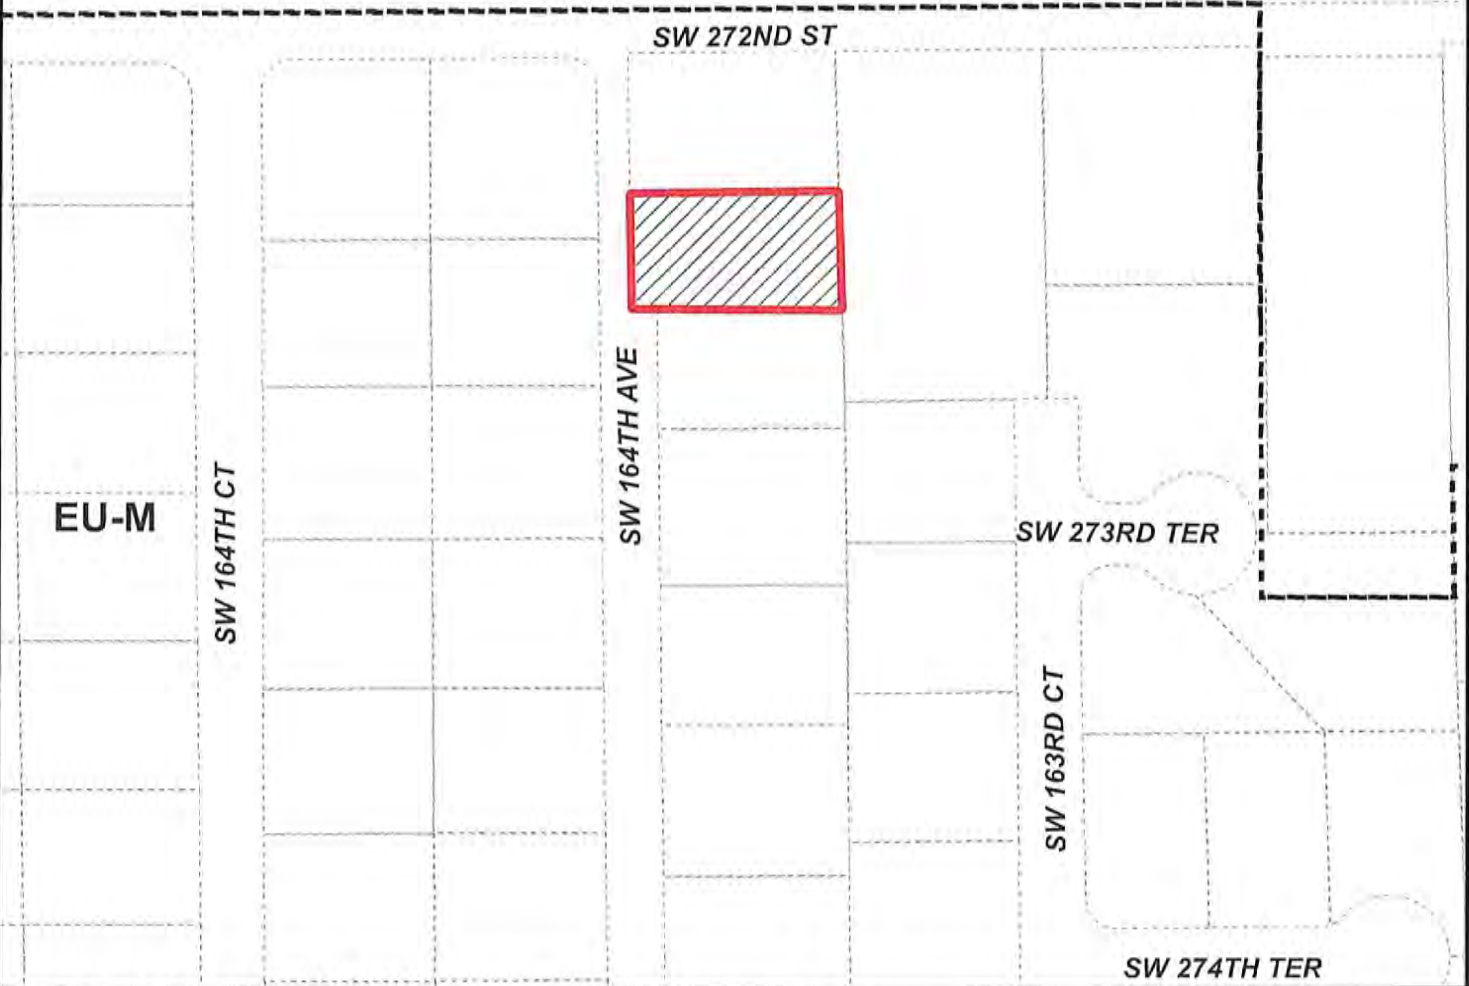 SW 272ND ST
SW 164TH AVE
SW 164TH CT
EU-M
SW 273RD TER
SW 163RD CT
SW 274TH TER